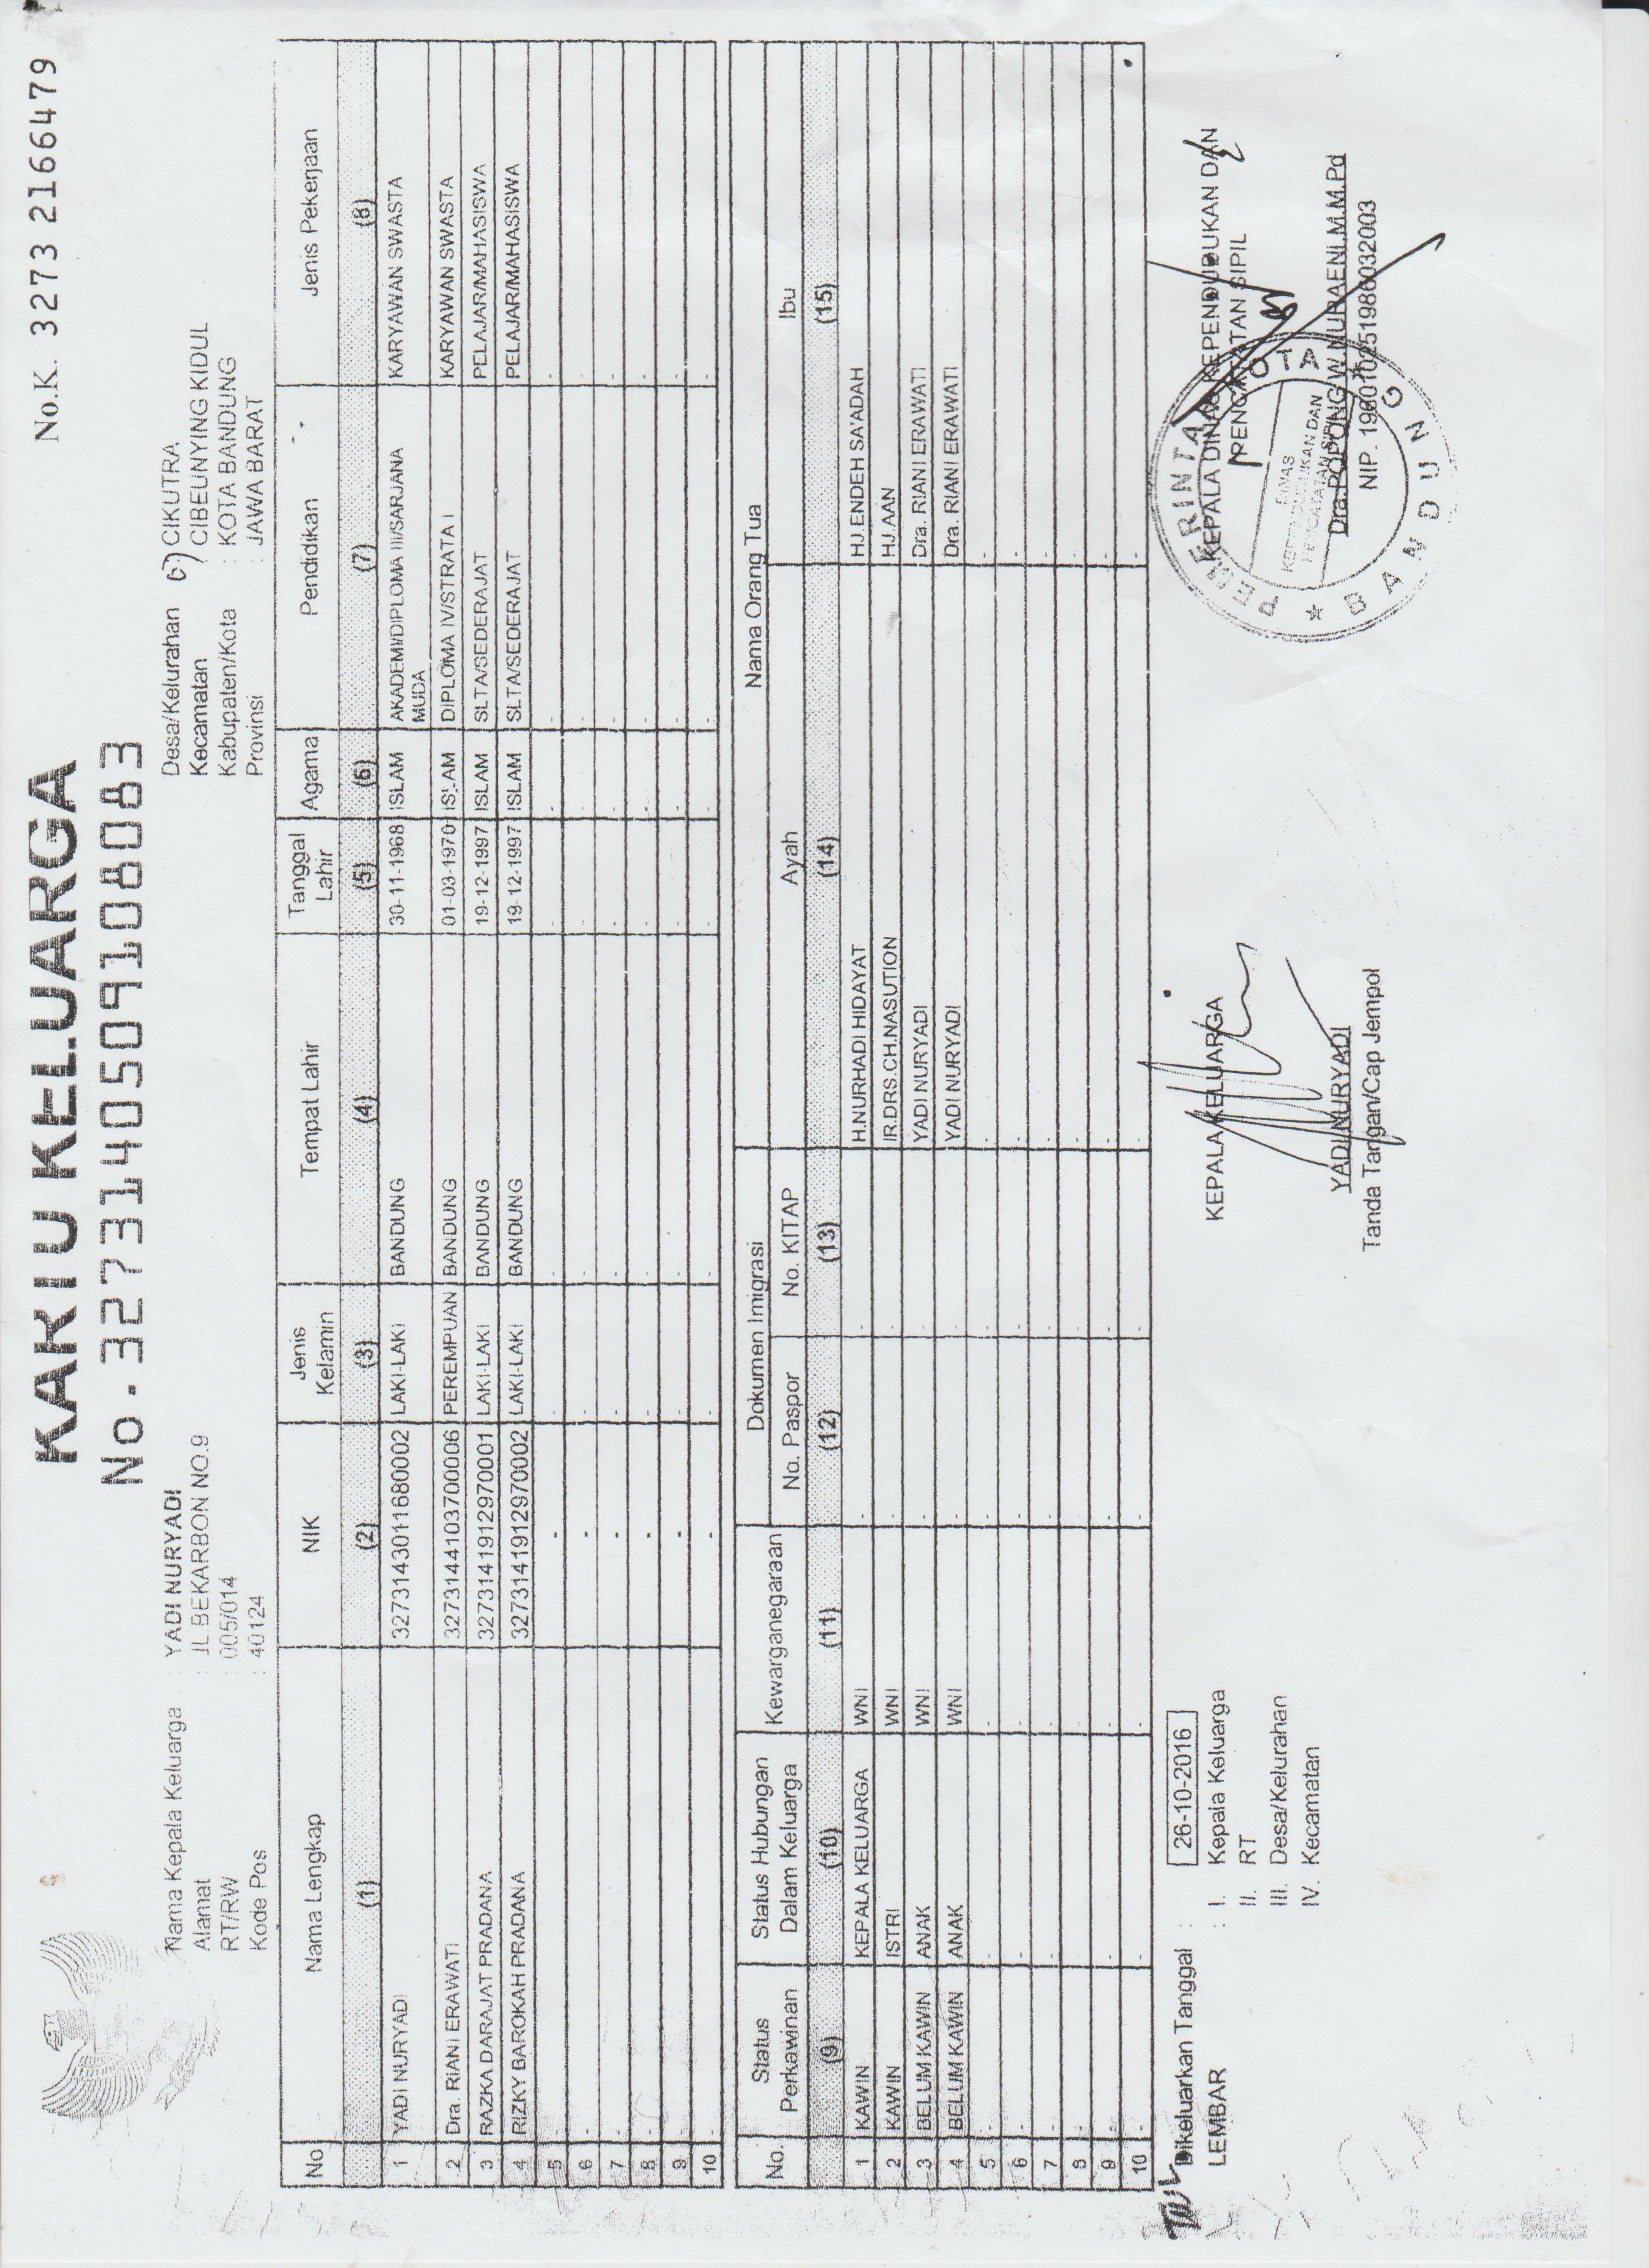 KARTU KELUARGA
No.K. 3273 2166479
No. 3273140509108083
Nama Kepala Keluarga : YADI NURYADI
Alamat : JL.BEKARBON NO.9
RT/RW : 005/014
Kode Pos : 40124
Desa/Kelurahan : CIKUTRA
Kecamatan : CIBEUNYING KIDUL
Kabupaten/Kota : KOTA BANDUNG
Provinsi : JAWA BARAT
No Nama Lengkap NIK Jenis Kelamin Tempat Lahir Tanggal Lahir Agama Pendidikan Jenis Pekerjaan
(1) (2) (3) (4) (5) (6) (7) (8)
1 YADI NURYADI 3273143011680002 LAKI-LAKI BANDUNG 30-11-1968 ISLAM AKADEMI/DIPLOMA III/SARJANA MUDA KARYAWAN SWASTA
2 Dra. RIANI ERAWATI 3273144103700006 PEREMPUAN BANDUNG 01-03-1970 ISLAM DIPLOMA IV/STRATA I KARYAWAN SWASTA
3 RAZKA DARAJAT PRADANA 3273141912970001 LAKI-LAKI BANDUNG 19-12-1997 ISLAM SLTA/SEDERAJAT PELAJAR/MAHASISWA
4 RIZKY BAROKAH PRADANA 3273141912970002 LAKI-LAKI BANDUNG 19-12-1997 ISLAM SLTA/SEDERAJAT PELAJAR/MAHASISWA
5 - - - - - - - -
6 - - - - - - - -
7 - - - - - - - -
8 - - - - - - - -
9 - - - - - - - -
10 - - - - - - - -
No. Status Perkawinan Status Hubungan Dalam Keluarga Kewarganegaraan Dokumen Imigrasi Nama Orang Tua
No. Paspor No. KITAP Ayah Ibu
(9) (10) (11) (12) (13) (14) (15)
1 KAWIN KEPALA KELUARGA WNI - - H.NURHADI HIDAYAT HJ.ENDEH SA'ADAH
2 KAWIN ISTRI WNI - - IR.DRS.CH.NASUTION HJ.AAN
3 BELUM KAWIN ANAK WNI - - YADI NURYADI Dra. RIANI ERAWATI
4 BELUM KAWIN ANAK WNI - - YADI NURYADI Dra. RIANI ERAWATI
5 - - - - - - -
6 - - - - - - -
7 - - - - - - -
8 - - - - - - -
9 - - - - - - -
10 - - - - - - -
Dikeluarkan Tanggal : 26-10-2016
LEMBAR : I. Kepala Keluarga
II. RT
III. Desa/Kelurahan
IV. Kecamatan
KEPALA KELUARGA
YADI NURYADI
Tanda Tangan/Cap Jempol
KEPALA DINAS KEPENDUDUKAN DAN
PENCATATAN SIPIL
PEMERINTAH KOTA
DINAS
KEPENDUDUKAN DAN
PENCATATAN SIPIL
BANDUNG
Dra.POPONG W.NURAENI,M.M.Pd
NIP. 196010251986032003